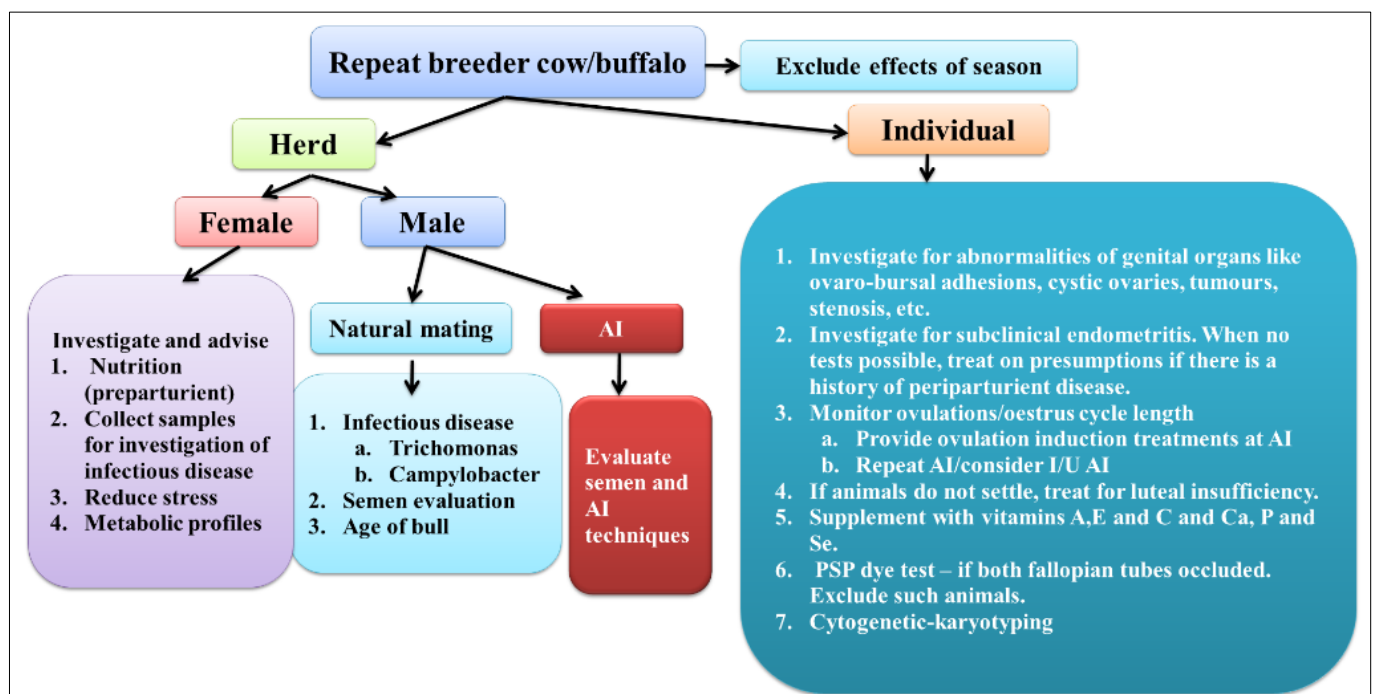 Repeat breeder cow/buffalo
Exclude effects of season
Herd
Individual
Female
Male
Natural mating
AI
Investigate and advise
1. Nutrition
(preparturient)
2. Collect samples
for investigation of
infectious disease
3. Reduce stress
4. Metabolic profiles
1. Infectious disease
a. Trichomonas
b. Campylobacter
2. Semen evaluation
3. Age of bull
Evaluate
semen and
AI
techniques
1. Investigate for abnormalities of genital organs like
ovaro-bursal adhesions, cystic ovaries, tumours,
stenosis, etc.
2. Investigate for subclinical endometritis. When no
tests possible, treat on presumptions if there is a
history of periparturient disease.
3. Monitor ovulations/oestrus cycle length
a. Provide ovulation induction treatments at AI
b. Repeat AI/consider I/U AI
4. If animals do not settle, treat for luteal insufficiency.
5. Supplement with vitamins A,E and C and Ca, P and
Se.
6. PSP dye test – if both fallopian tubes occluded.
Exclude such animals.
7. Cytogenetic-karyotyping